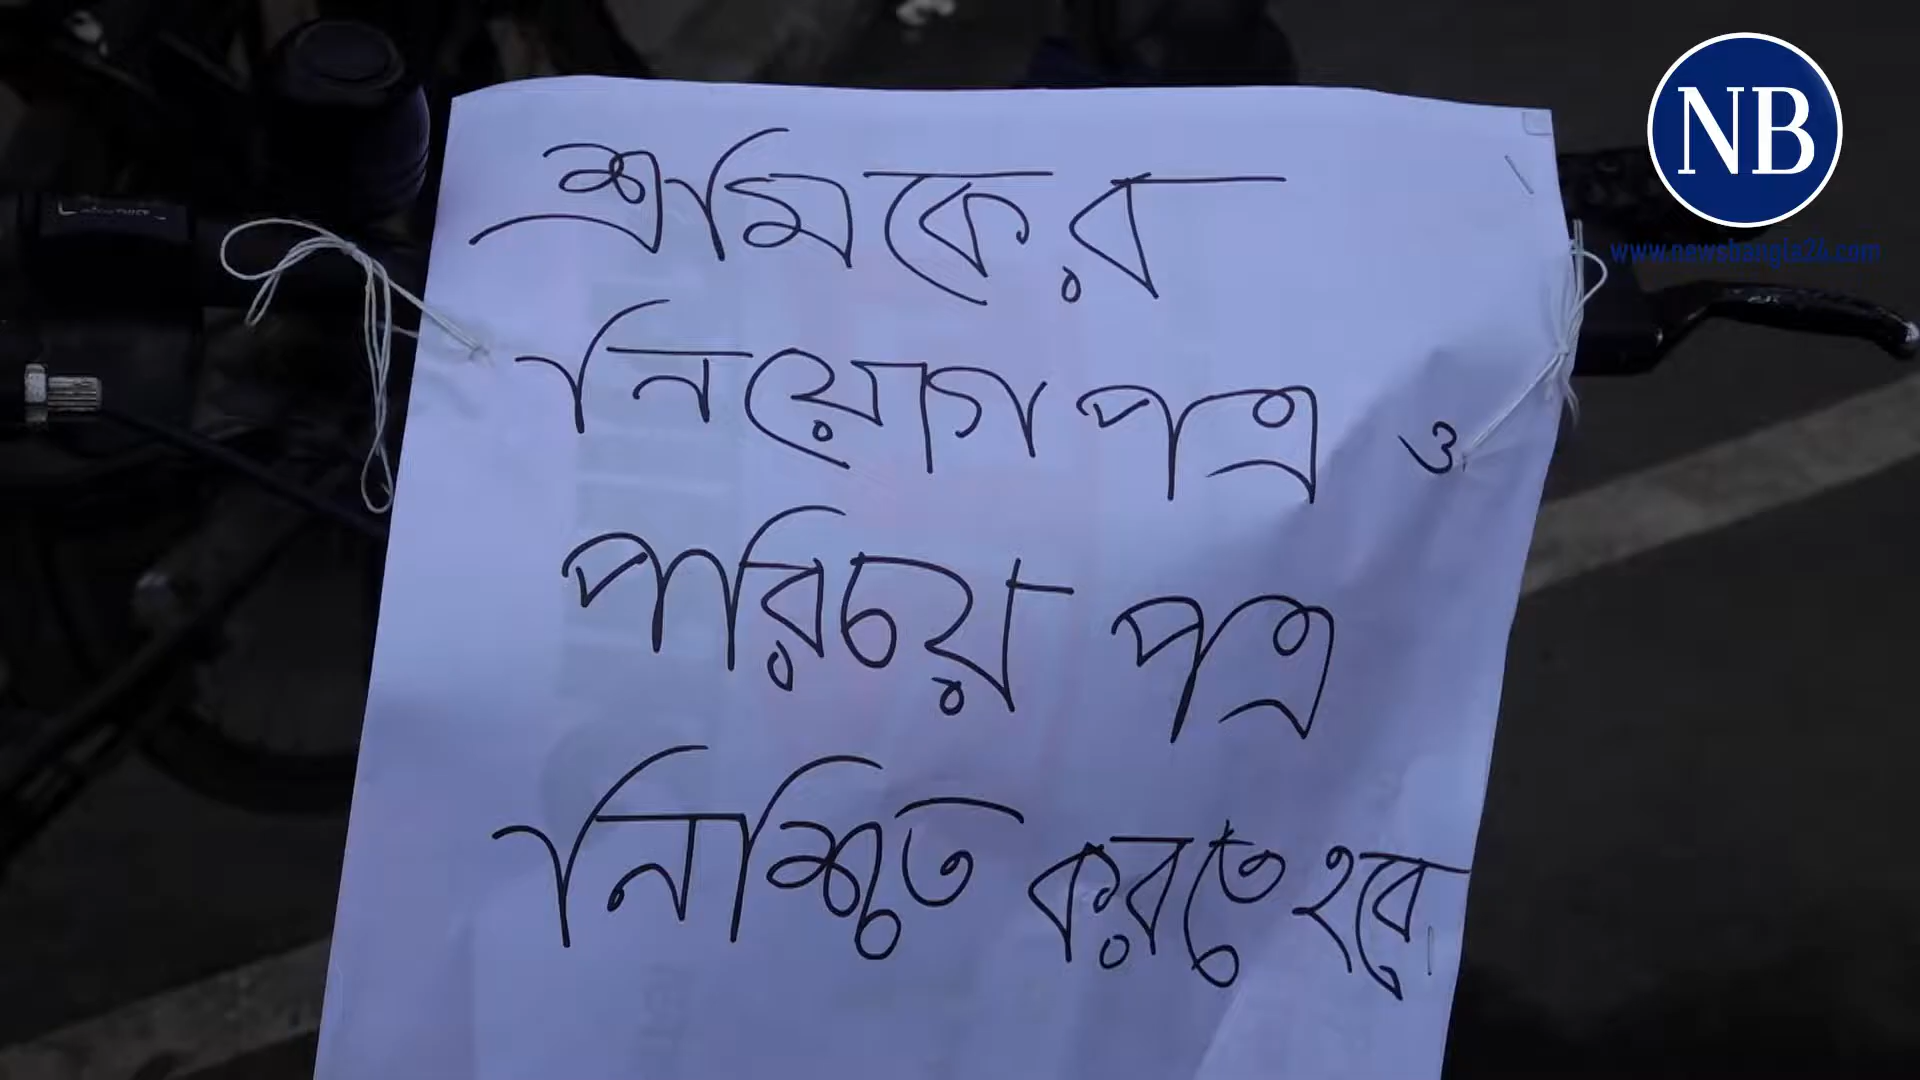 NB
www.newsbangla24.com
শ্রমিকের
নিয়োগ পত্র ও
পরিচয় পত্র
নিশ্চিত করতে হবে